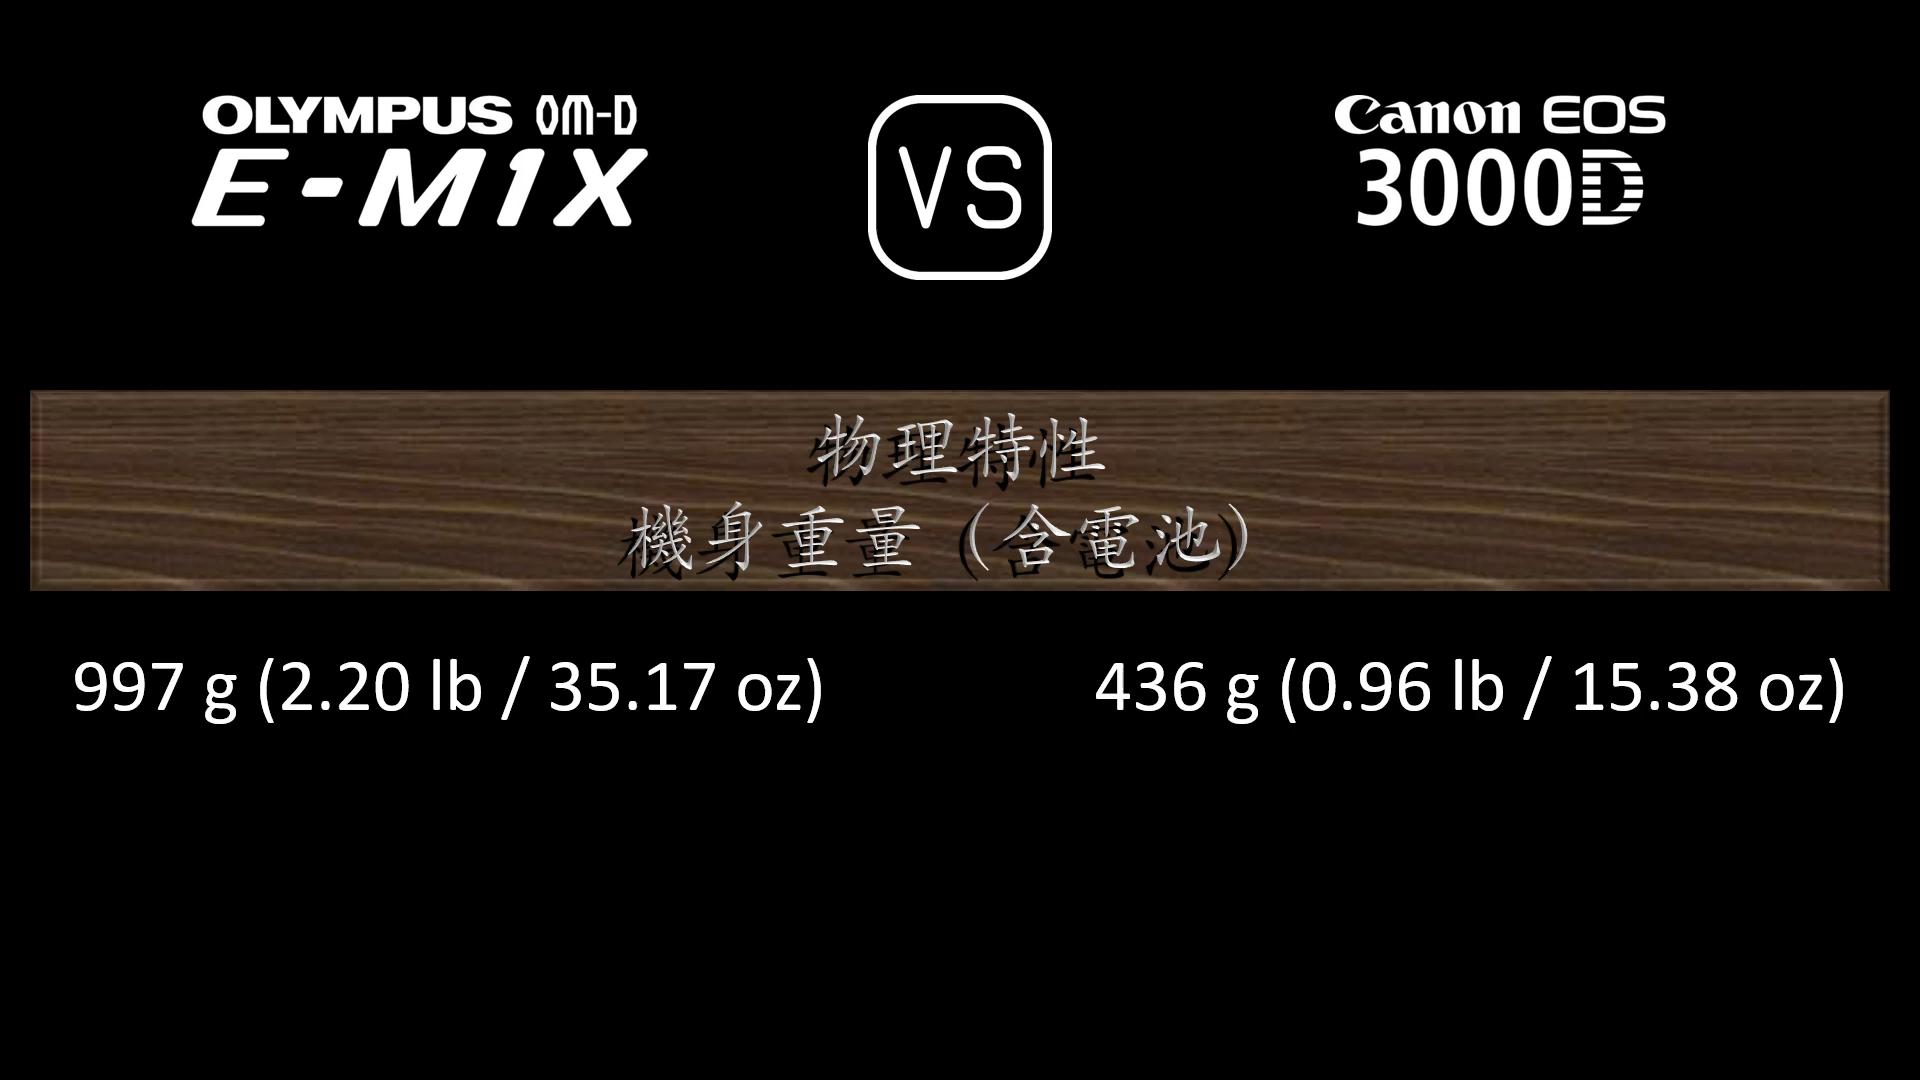 OLYMPUS OM-D
E-M1X
VS
Canon EOS
3000D
物理特性
機身重量（含電池）
997 g (2.20 lb / 35.17 oz)
436 g (0.96 lb / 15.38 oz)